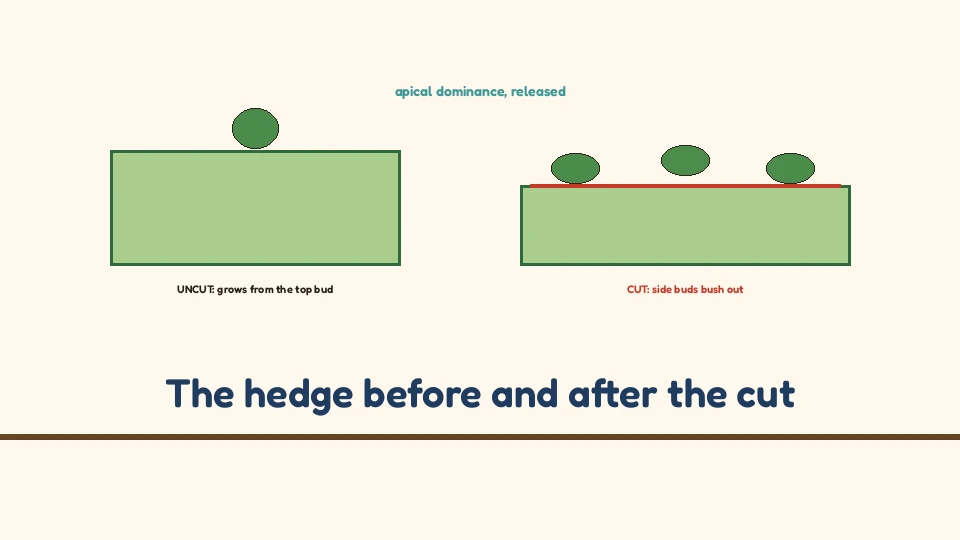 apical dominance, released
UNCUT: grows from the top bud
CUT: side buds bush out
The hedge before and after the cut